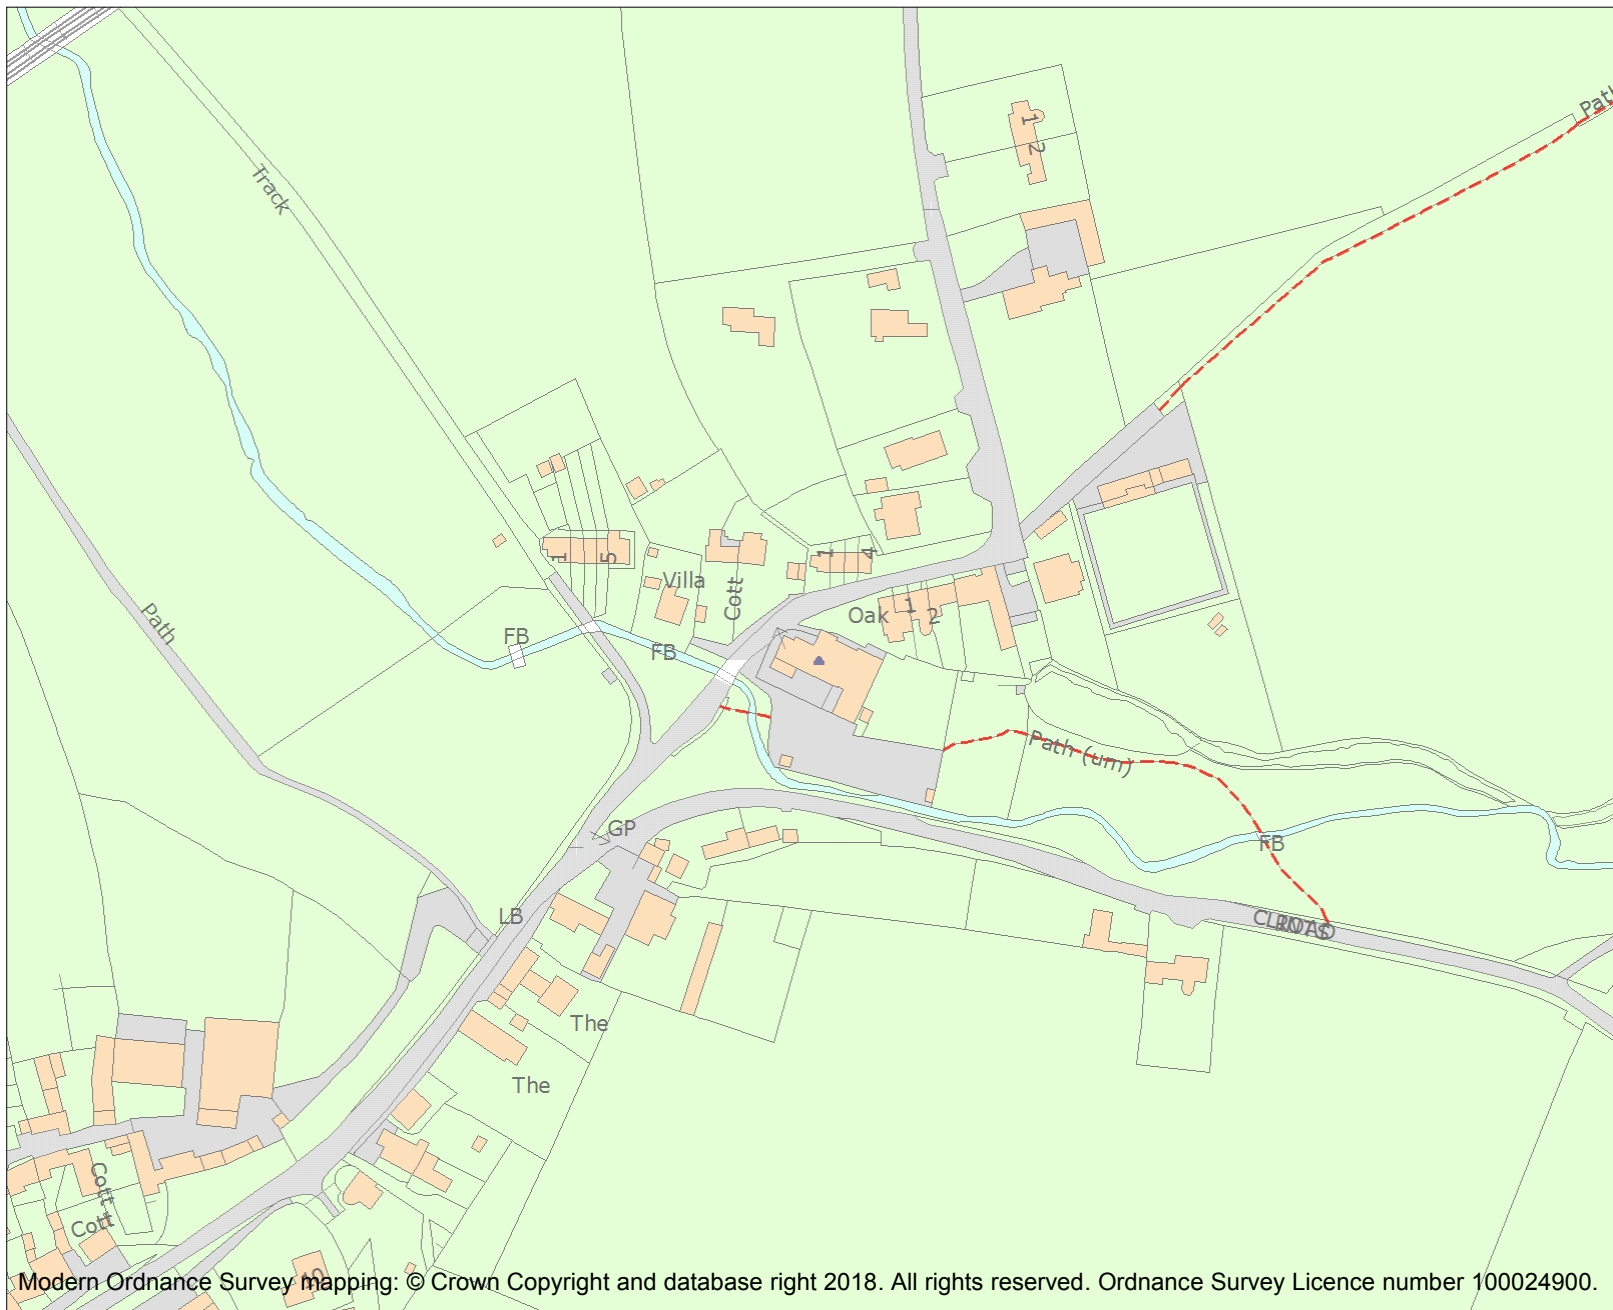 Path
1
2
Track
1
5
Villa
Cott
1
4
Oak
1
2
Path
FB
FB
Path (um)
GP
FB
LB
The
The
Cott
Cott
10
Modern Ordnance Survey mapping: © Crown Copyright and database right 2018. All rights reserved. Ordnance Survey Licence number 100024900.